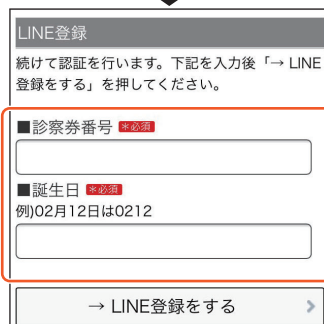 LINE登録
続けて認証を行います。下記を入力後「→ LINE
登録をする」を押してください。
■診察券番号 *必須
■誕生日 *必須
例)02月12日は0212
→ LINE登録をする